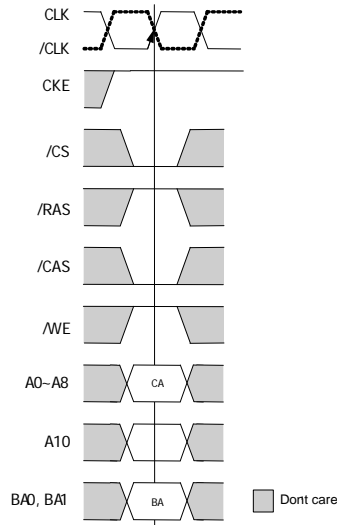 CLK
/CLK
CKE
/CS
/RAS
/CAS
/WE
A0~A8
CA
A10
BA0, BA1
BA
Dont care